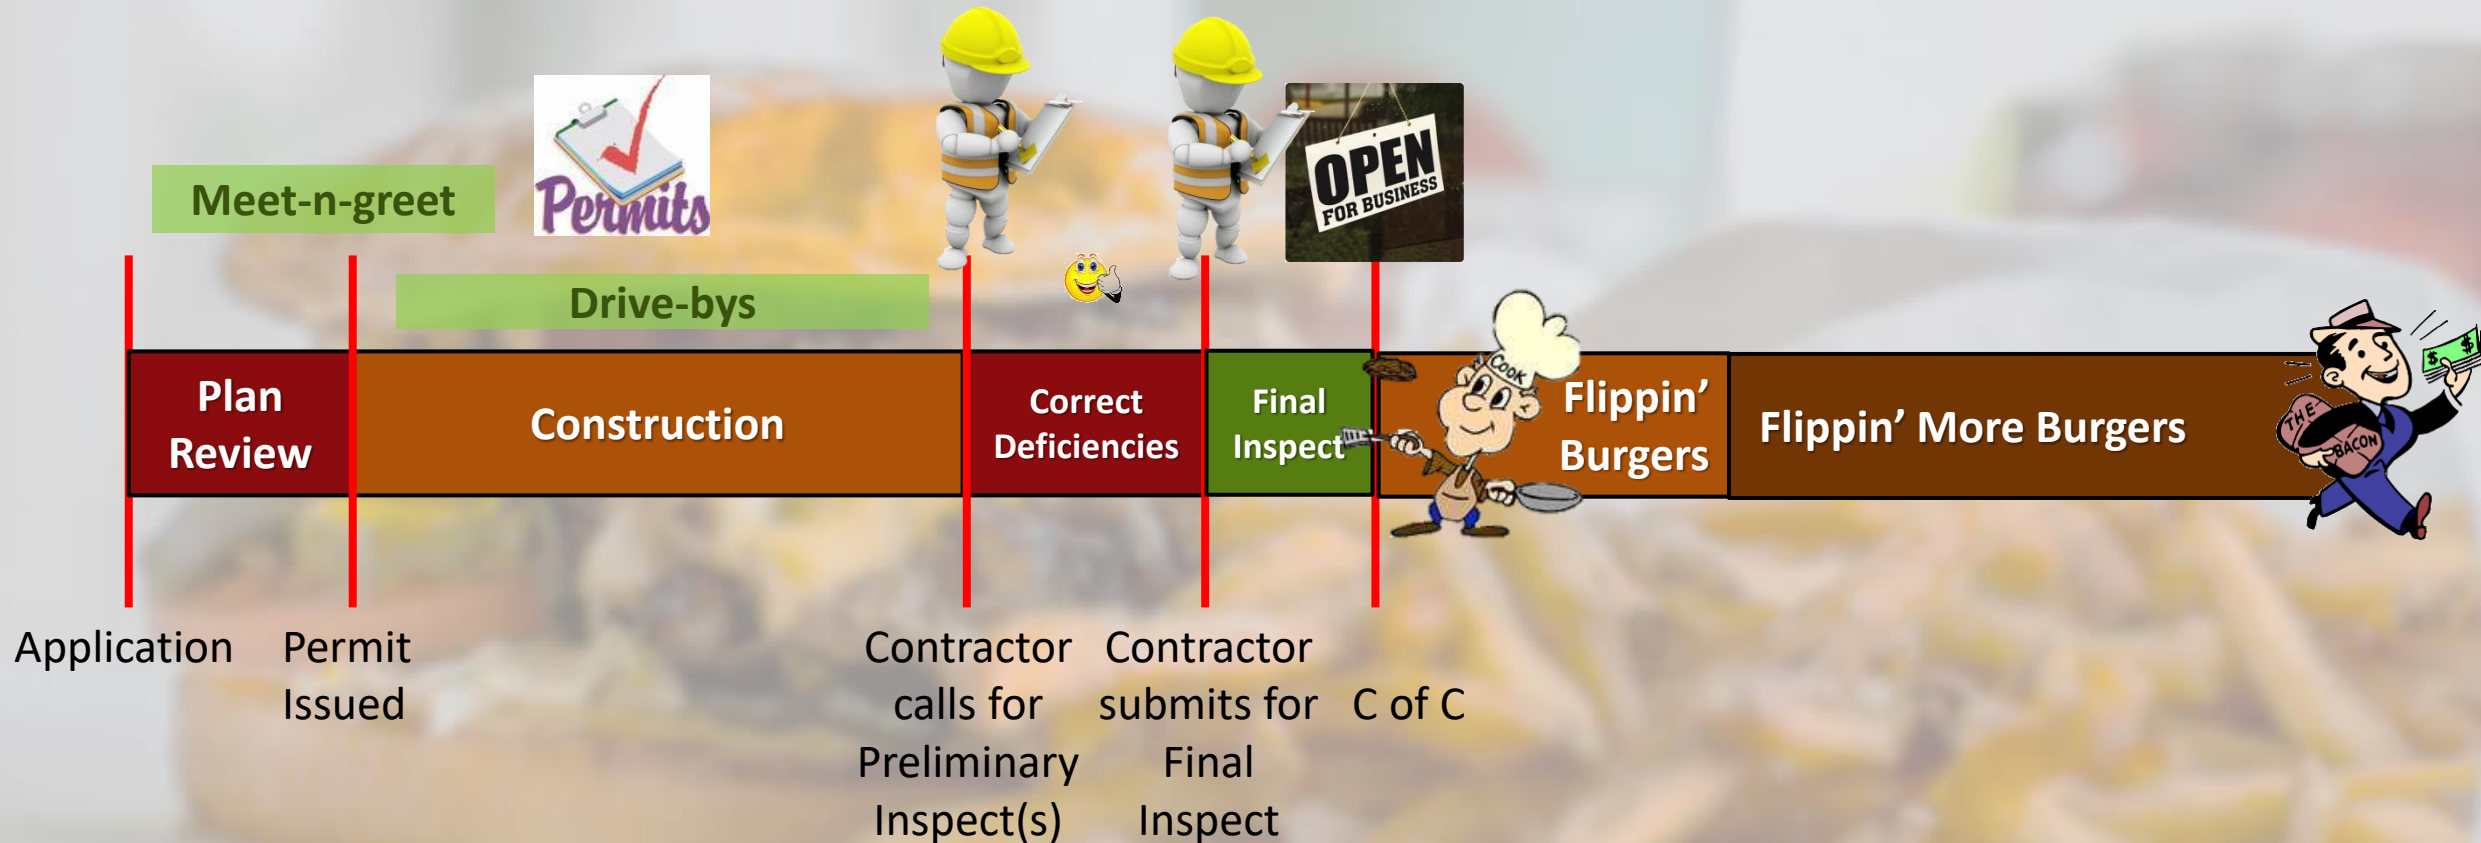 Meet-n-greet
Permits
OPEN
FOR BUSINESS
Drive-bys
Plan
Review
Construction
Correct
Deficiencies
Final
Inspect
COOK
Flippin’
Burgers
Flippin’ More Burgers
THE
BACON
$ $
Application
Permit
Issued
Contractor
calls for
Preliminary
Inspect(s)
Contractor
submits for
Final
Inspect
C of C